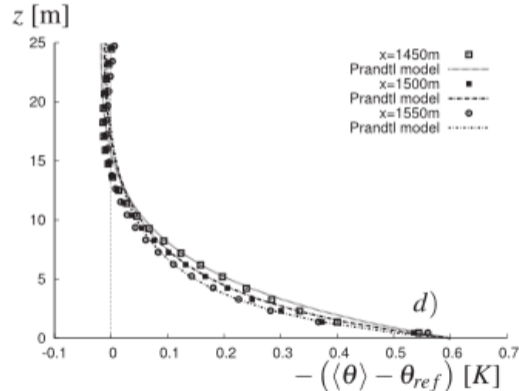 z [m]
25
20
15
10
5
0
x=1450m
Prandtl model
x=1500m
Prandtl model
x=1550m
Prandtl model
d)
-0.1 0 0.1 0.2 0.3 0.4 0.5 0.6 0.7
− (⟨θ⟩ − θref) [K]